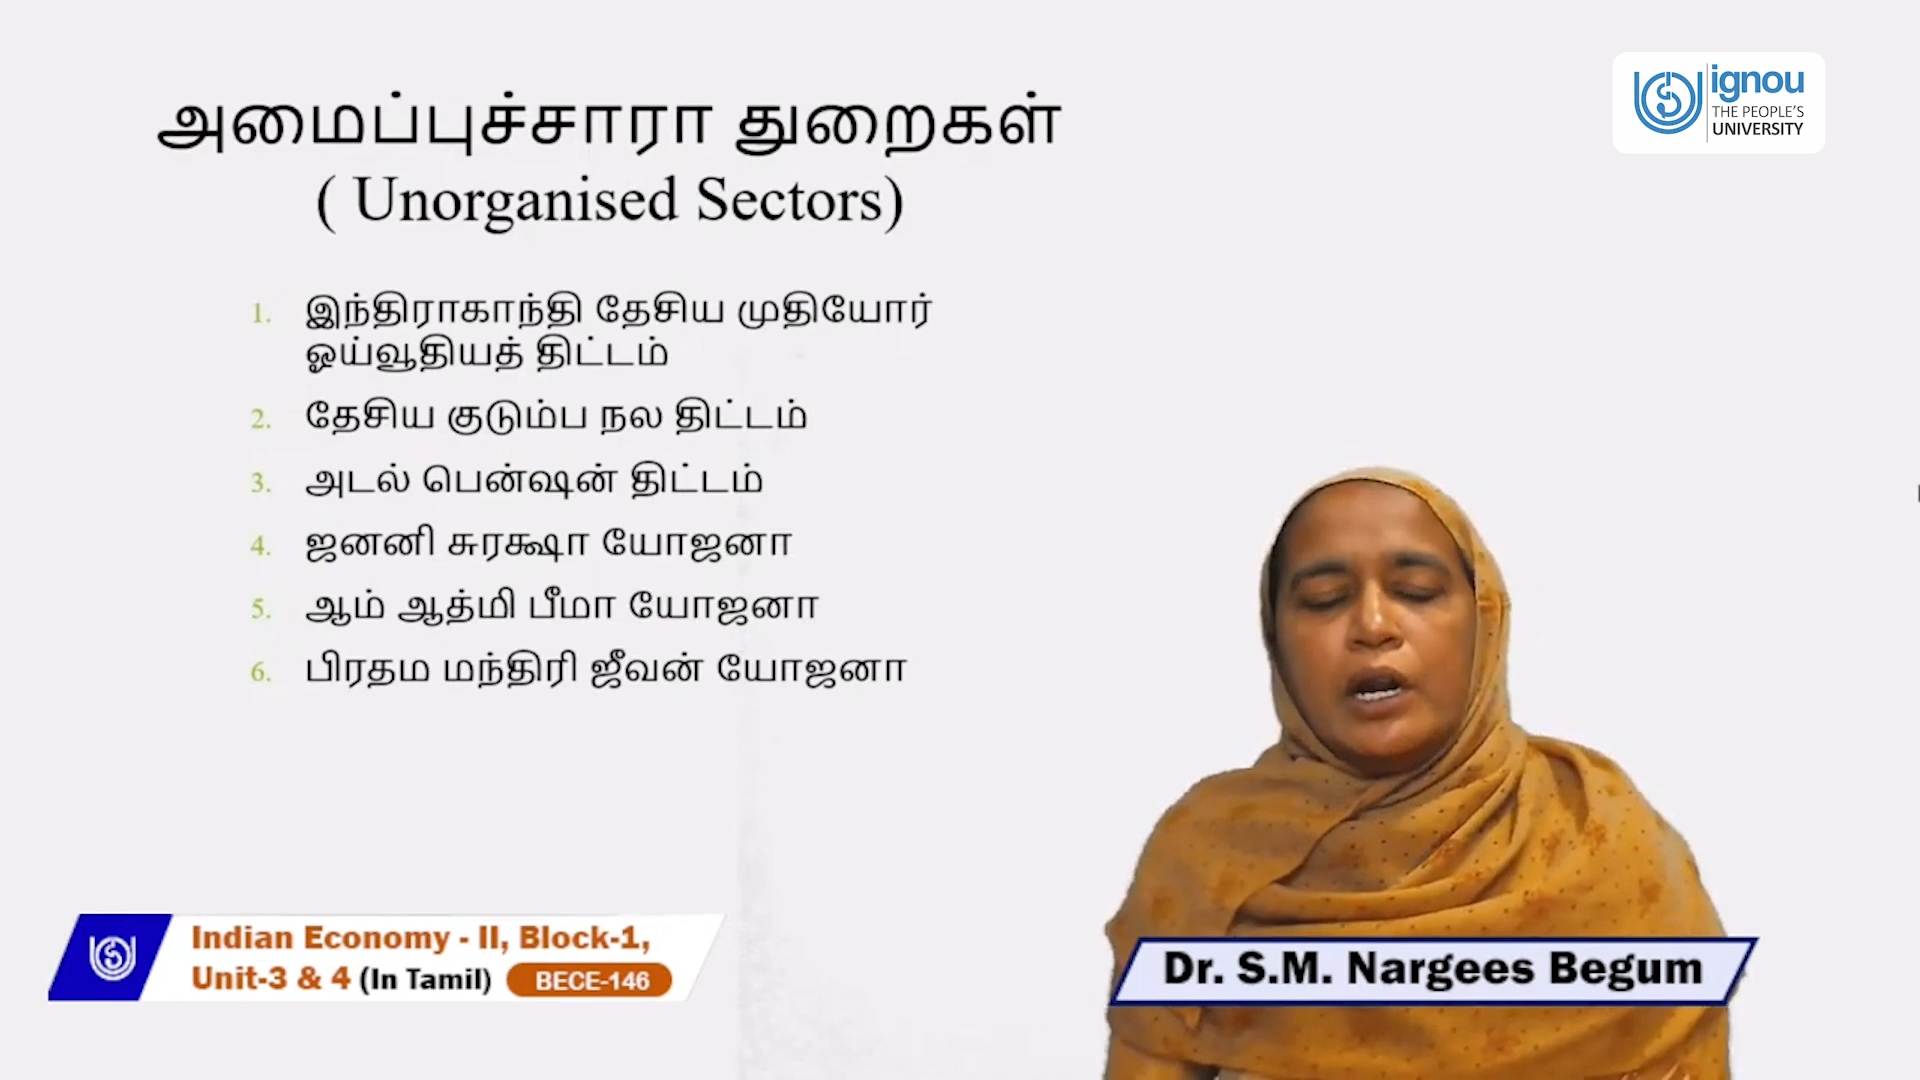 அமைப்புச்சாரா துறைகள்
( Unorganised Sectors)
1. இந்திராகாந்தி தேசிய முதியோர்
ஓய்வூதியத் திட்டம்
2. தேசிய குடும்ப நல திட்டம்
3. அடல் பென்ஷன் திட்டம்
4. ஜனனி சுரக்ஷா யோஜனா
5. ஆம் ஆத்மி பீமா யோஜனா
6. பிரதம மந்திரி ஜீவன் யோஜனா
ignou
THE PEOPLE'S
UNIVERSITY
Indian Economy - II, Block-1,
Unit-3 & 4 (In Tamil) BECE-146
Dr. S.M. Nargees Begum